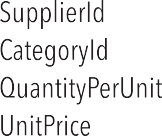 SupplierId
CategoryId
QuantityPerUnit
UnitPrice